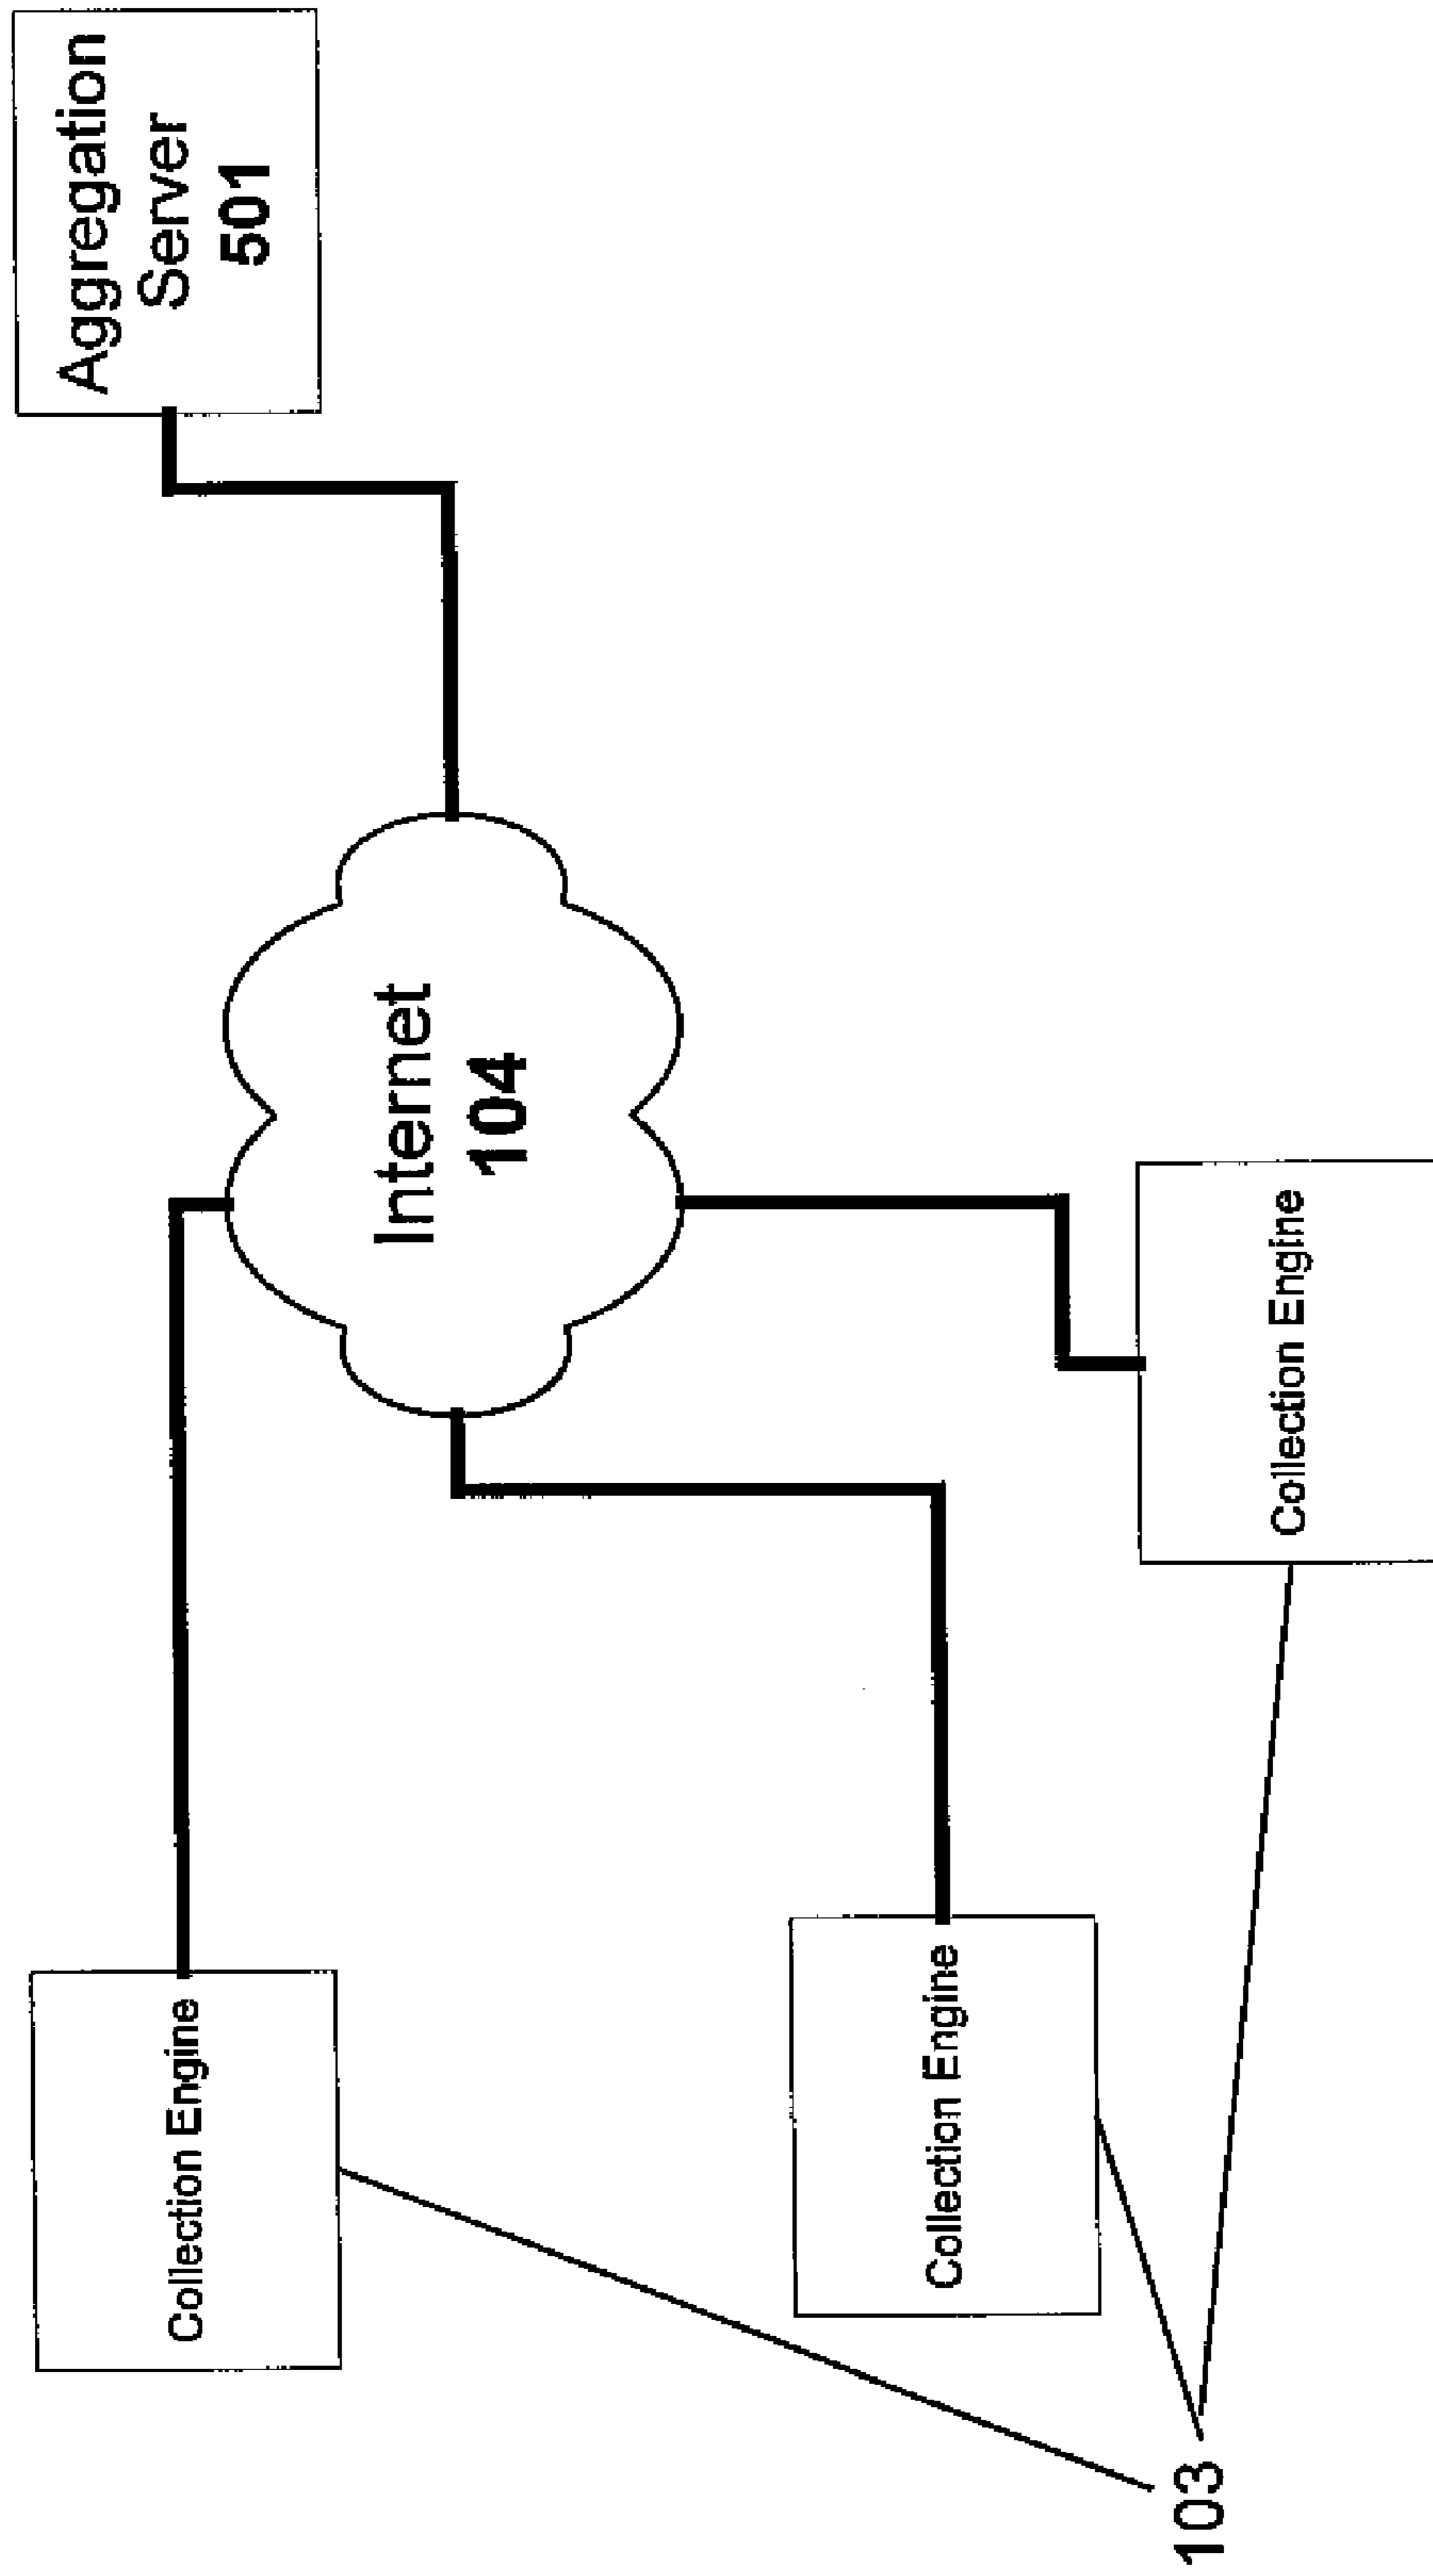 Collection Engine
Aggregation
Server
501
Internet
104
Collection Engine
Collection Engine
103